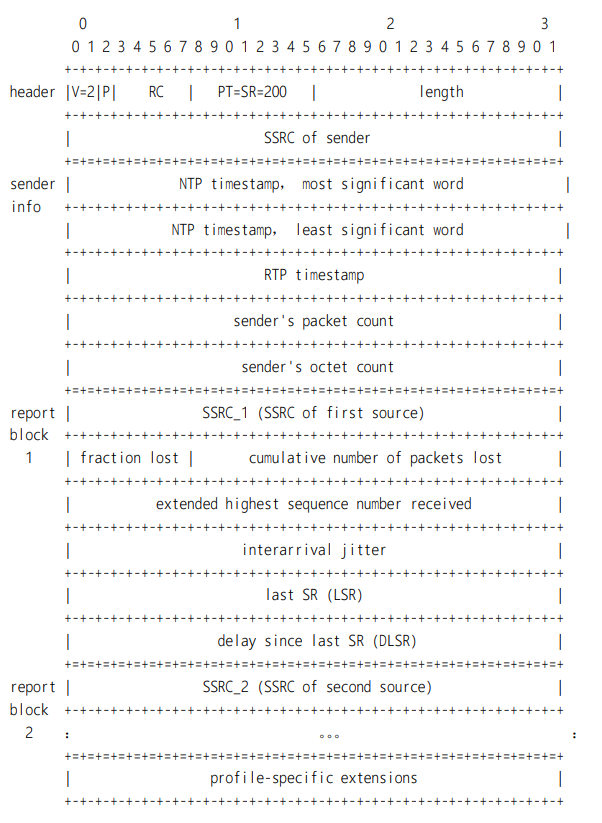 0                   1                   2                   3
        0 1 2 3 4 5 6 7 8 9 0 1 2 3 4 5 6 7 8 9 0 1 2 3 4 5 6 7 8 9 0 1
       +-+-+-+-+-+-+-+-+-+-+-+-+-+-+-+-+-+-+-+-+-+-+-+-+-+-+-+-+-+-+-+-+
header |V=2|P|    RC   |   PT=SR=200   |             length            |
       +-+-+-+-+-+-+-+-+-+-+-+-+-+-+-+-+-+-+-+-+-+-+-+-+-+-+-+-+-+-+-+-+
       |                         SSRC of sender                        |
       +=+=+=+=+=+=+=+=+=+=+=+=+=+=+=+=+=+=+=+=+=+=+=+=+=+=+=+=+=+=+=+=+
sender |              NTP timestamp， most significant word             |
info   +-+-+-+-+-+-+-+-+-+-+-+-+-+-+-+-+-+-+-+-+-+-+-+-+-+-+-+-+-+-+-+-+
       |             NTP timestamp， least significant word             |
       +-+-+-+-+-+-+-+-+-+-+-+-+-+-+-+-+-+-+-+-+-+-+-+-+-+-+-+-+-+-+-+-+
       |                         RTP timestamp                         |
       +-+-+-+-+-+-+-+-+-+-+-+-+-+-+-+-+-+-+-+-+-+-+-+-+-+-+-+-+-+-+-+-+
       |                     sender's packet count                     |
       +-+-+-+-+-+-+-+-+-+-+-+-+-+-+-+-+-+-+-+-+-+-+-+-+-+-+-+-+-+-+-+-+
       |                      sender's octet count                     |
       +=+=+=+=+=+=+=+=+=+=+=+=+=+=+=+=+=+=+=+=+=+=+=+=+=+=+=+=+=+=+=+=+
report |                 SSRC_1 (SSRC of first source)                 |
block  +-+-+-+-+-+-+-+-+-+-+-+-+-+-+-+-+-+-+-+-+-+-+-+-+-+-+-+-+-+-+-+-+
  1    | fraction lost |       cumulative number of packets lost       |
       +-+-+-+-+-+-+-+-+-+-+-+-+-+-+-+-+-+-+-+-+-+-+-+-+-+-+-+-+-+-+-+-+
       |           extended highest sequence number received           |
       +-+-+-+-+-+-+-+-+-+-+-+-+-+-+-+-+-+-+-+-+-+-+-+-+-+-+-+-+-+-+-+-+
       |                      interarrival jitter                      |
       +-+-+-+-+-+-+-+-+-+-+-+-+-+-+-+-+-+-+-+-+-+-+-+-+-+-+-+-+-+-+-+-+
       |                         last SR (LSR)                         |
       +-+-+-+-+-+-+-+-+-+-+-+-+-+-+-+-+-+-+-+-+-+-+-+-+-+-+-+-+-+-+-+-+
       |                   delay since last SR (DLSR)                  |
       +=+=+=+=+=+=+=+=+=+=+=+=+=+=+=+=+=+=+=+=+=+=+=+=+=+=+=+=+=+=+=+=+
report |                 SSRC_2 (SSRC of second source)                |
block  +-+-+-+-+-+-+-+-+-+-+-+-+-+-+-+-+-+-+-+-+-+-+-+-+-+-+-+-+-+-+-+-+
  2    ：                              。。。                             ：
       +=+=+=+=+=+=+=+=+=+=+=+=+=+=+=+=+=+=+=+=+=+=+=+=+=+=+=+=+=+=+=+=+
       |                  profile-specific extensions                  |
       +-+-+-+-+-+-+-+-+-+-+-+-+-+-+-+-+-+-+-+-+-+-+-+-+-+-+-+-+-+-+-+-+